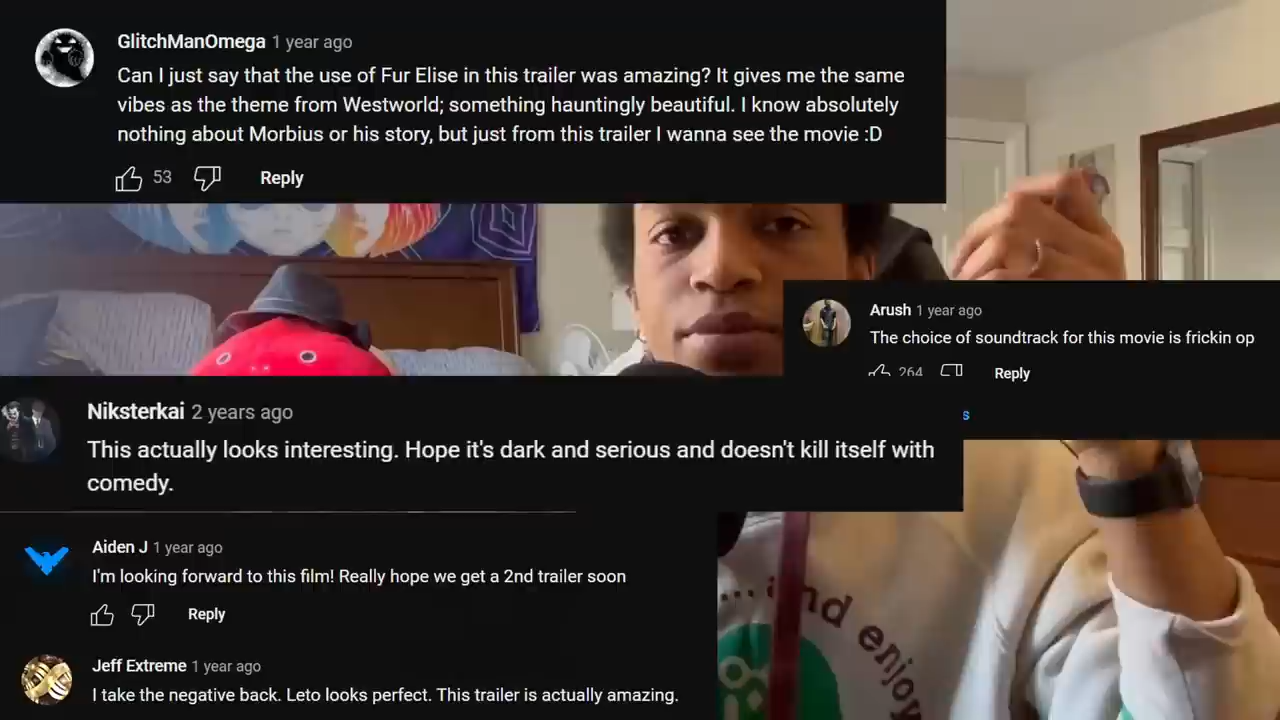 GlitchManOmega 1 year ago
Can I just say that the use of Fur Elise in this trailer was amazing? It gives me the same
vibes as the theme from Westworld; something hauntingly beautiful. I know absolutely
nothing about Morbius or his story, but just from this trailer I wanna see the movie :D
53 Reply
Arush 1 year ago
The choice of soundtrack for this movie is frickin op
264 Reply
s
Niksterkai 2 years ago
This actually looks interesting. Hope it's dark and serious and doesn't kill itself with
comedy.
Aiden J 1 year ago
I'm looking forward to this film! Really hope we get a 2nd trailer soon
Reply
Jeff Extreme 1 year ago
I take the negative back. Leto looks perfect. This trailer is actually amazing.
... and enjoy